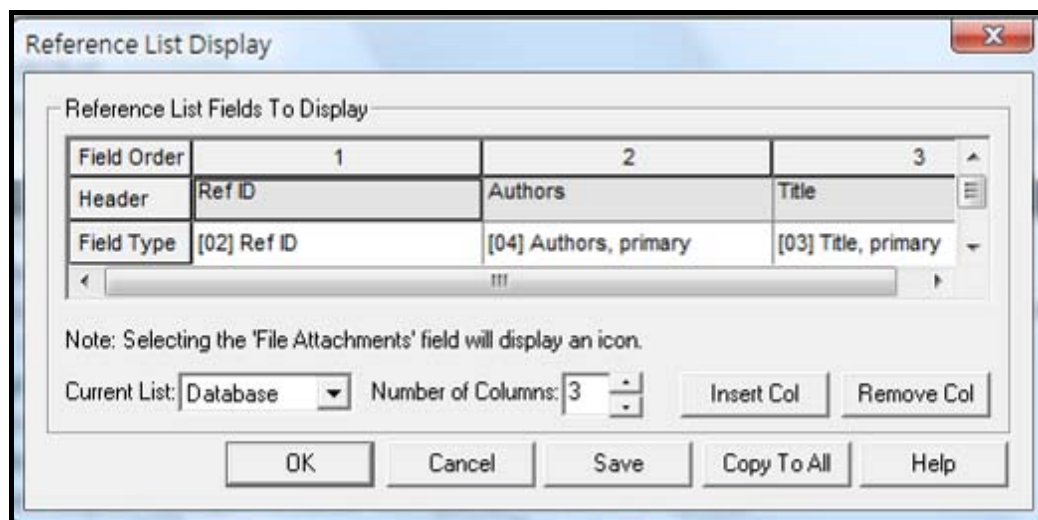 Reference List Display
Reference List Fields To Display
Field Order 1 2 3
Header Ref ID Authors Title
Field Type [02] Ref ID [04] Authors, primary [03] Title, primary
Note: Selecting the 'File Attachments' field will display an icon.
Current List: Database Number of Columns: 3 Insert Col Remove Col
OK Cancel Save Copy To All Help